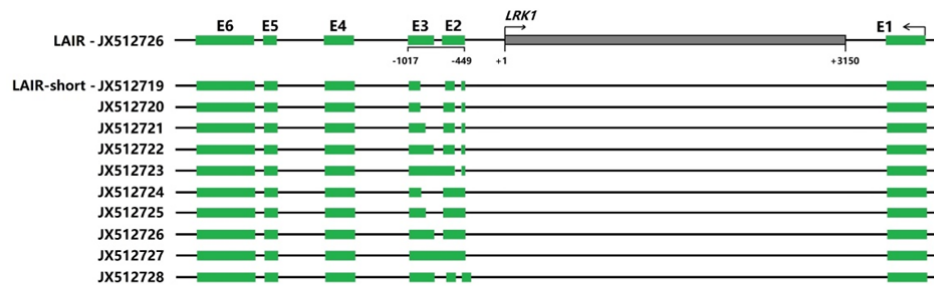 E6 E5 E4 E3 E2 LRK1 E1
LAIR - JX512726
-1017 -449 +1 +3150
LAIR-short - JX512719
JX512720
JX512721
JX512722
JX512723
JX512724
JX512725
JX512726
JX512727
JX512728